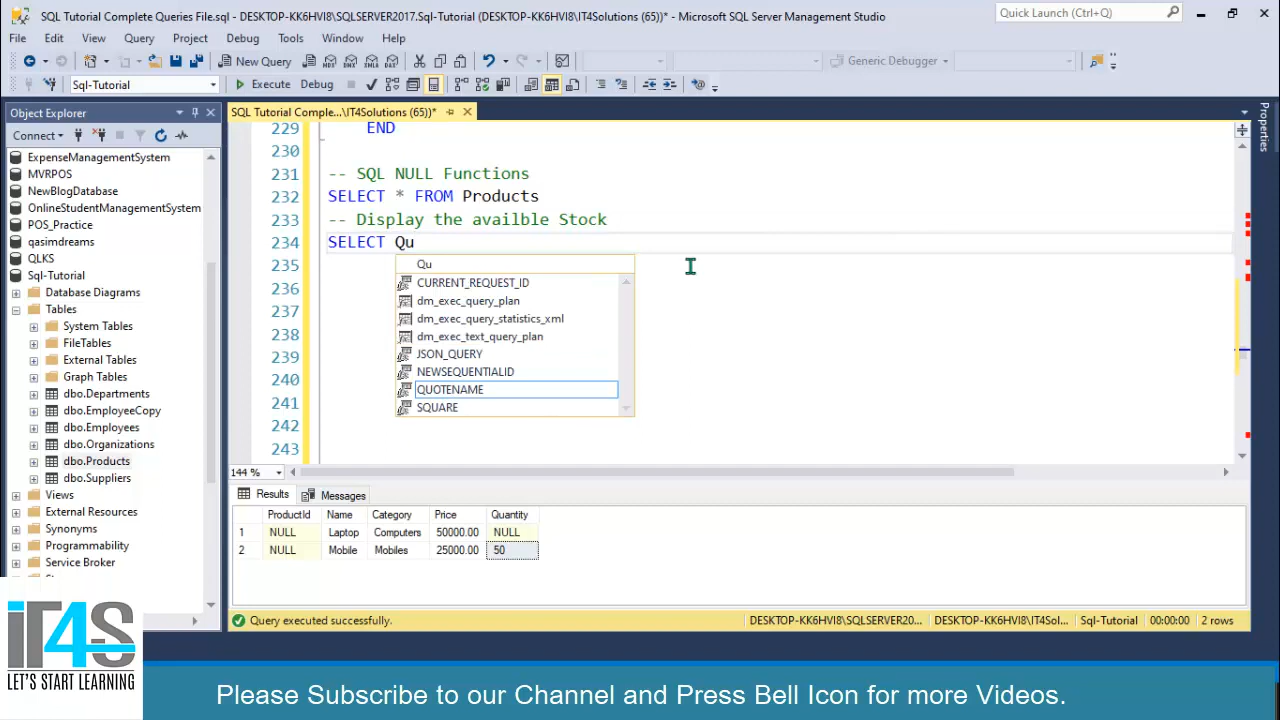 SQL Tutorial Complete Queries File.sql - DESKTOP-KK6HVI8\SQLSERVER2017.Sql-Tutorial (DESKTOP-KK6HVI8\IT4Solutions (65))* - Microsoft SQL Server Management Studio
Quick Launch (Ctrl+Q)
File Edit View Query Project Debug Tools Window Help
New Query
Generic Debugger
Sql-Tutorial
Execute Debug
Object Explorer
SQL Tutorial Comple...\IT4Solutions (65))*
Properties
Connect
ExpenseManagementSystem
MVRPOS
NewBlogDatabase
OnlineStudentManagementSystem
POS_Practice
qasimdreams
QLKS
Sql-Tutorial
Database Diagrams
Tables
System Tables
FileTables
External Tables
Graph Tables
dbo.Departments
dbo.EmployeeCopy
dbo.Employees
dbo.Organizations
dbo.Products
dbo.Suppliers
Views
External Resources
Synonyms
Programmability
Service Broker
229 END
230
231 -- SQL NULL Functions
232 SELECT * FROM Products
233 -- Display the availble Stock
234 SELECT Qu
235
236
237
238
239
240
241
242
243
Qu
CURRENT_REQUEST_ID
dm_exec_query_plan
dm_exec_query_statistics_xml
dm_exec_text_query_plan
JSON_QUERY
NEWSEQUENTIALID
QUOTENAME
SQUARE
144 %
Results Messages
ProductId Name Category Price Quantity
1 NULL Laptop Computers 50000.00 NULL
2 NULL Mobile Mobiles 25000.00 50
Query executed successfully.
DESKTOP-KK6HVI8\SQLSERVER20... DESKTOP-KK6HVI8\IT4Sol... Sql-Tutorial 00:00:00 2 rows
iT4S
LET'S START LEARNING
Please Subscribe to our Channel and Press Bell Icon for more Videos.